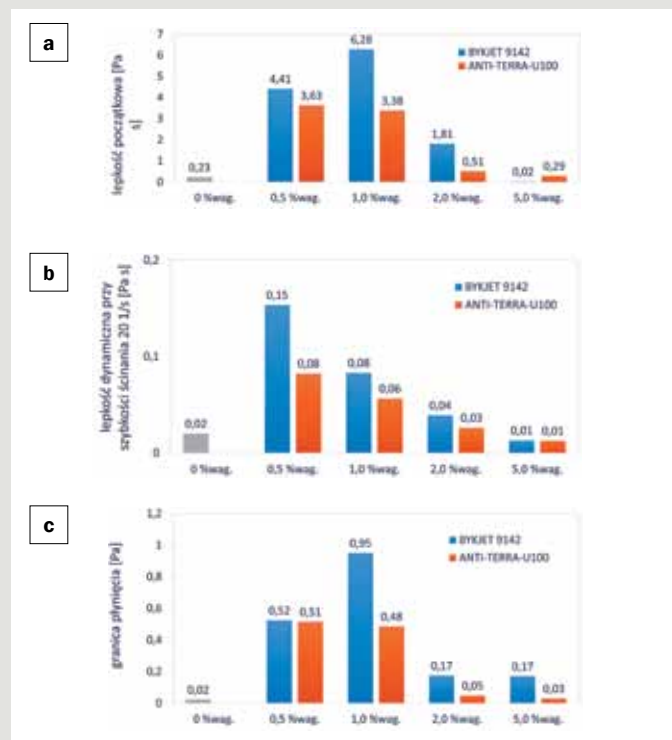 a
lepkość początkowa [Pa
s]
7
6
5
4
3
2
1
0
0,23
4,41
3,63
6,28
3,38
1,81
0,51
0,02
0,29
BYKJET 9142
ANTI-TERRA-U100
0 %wag.
0,5 %wag.
1,0 %wag.
2,0 %wag.
5,0 %wag.
b
lepkość dynamiczna przy
szybkości ścinania 20 1/s [Pa s]
0,2
0,1
0
0,02
0,15
0,08
0,08
0,06
0,04
0,03
0,01
0,01
BYKJET 9142
ANTI-TERRA-U100
0 %wag.
0,5 %wag.
1,0 %wag.
2,0 %wag.
5,0 %wag.
c
granica płynięcia [Pa]
1,2
1
0,8
0,6
0,4
0,2
0
0,02
0,52
0,51
0,95
0,48
0,17
0,05
0,17
0,03
BYKJET 9142
ANTI-TERRA-U100
0 %wag.
0,5 %wag.
1,0 %wag.
2,0 %wag.
5,0 %wag.